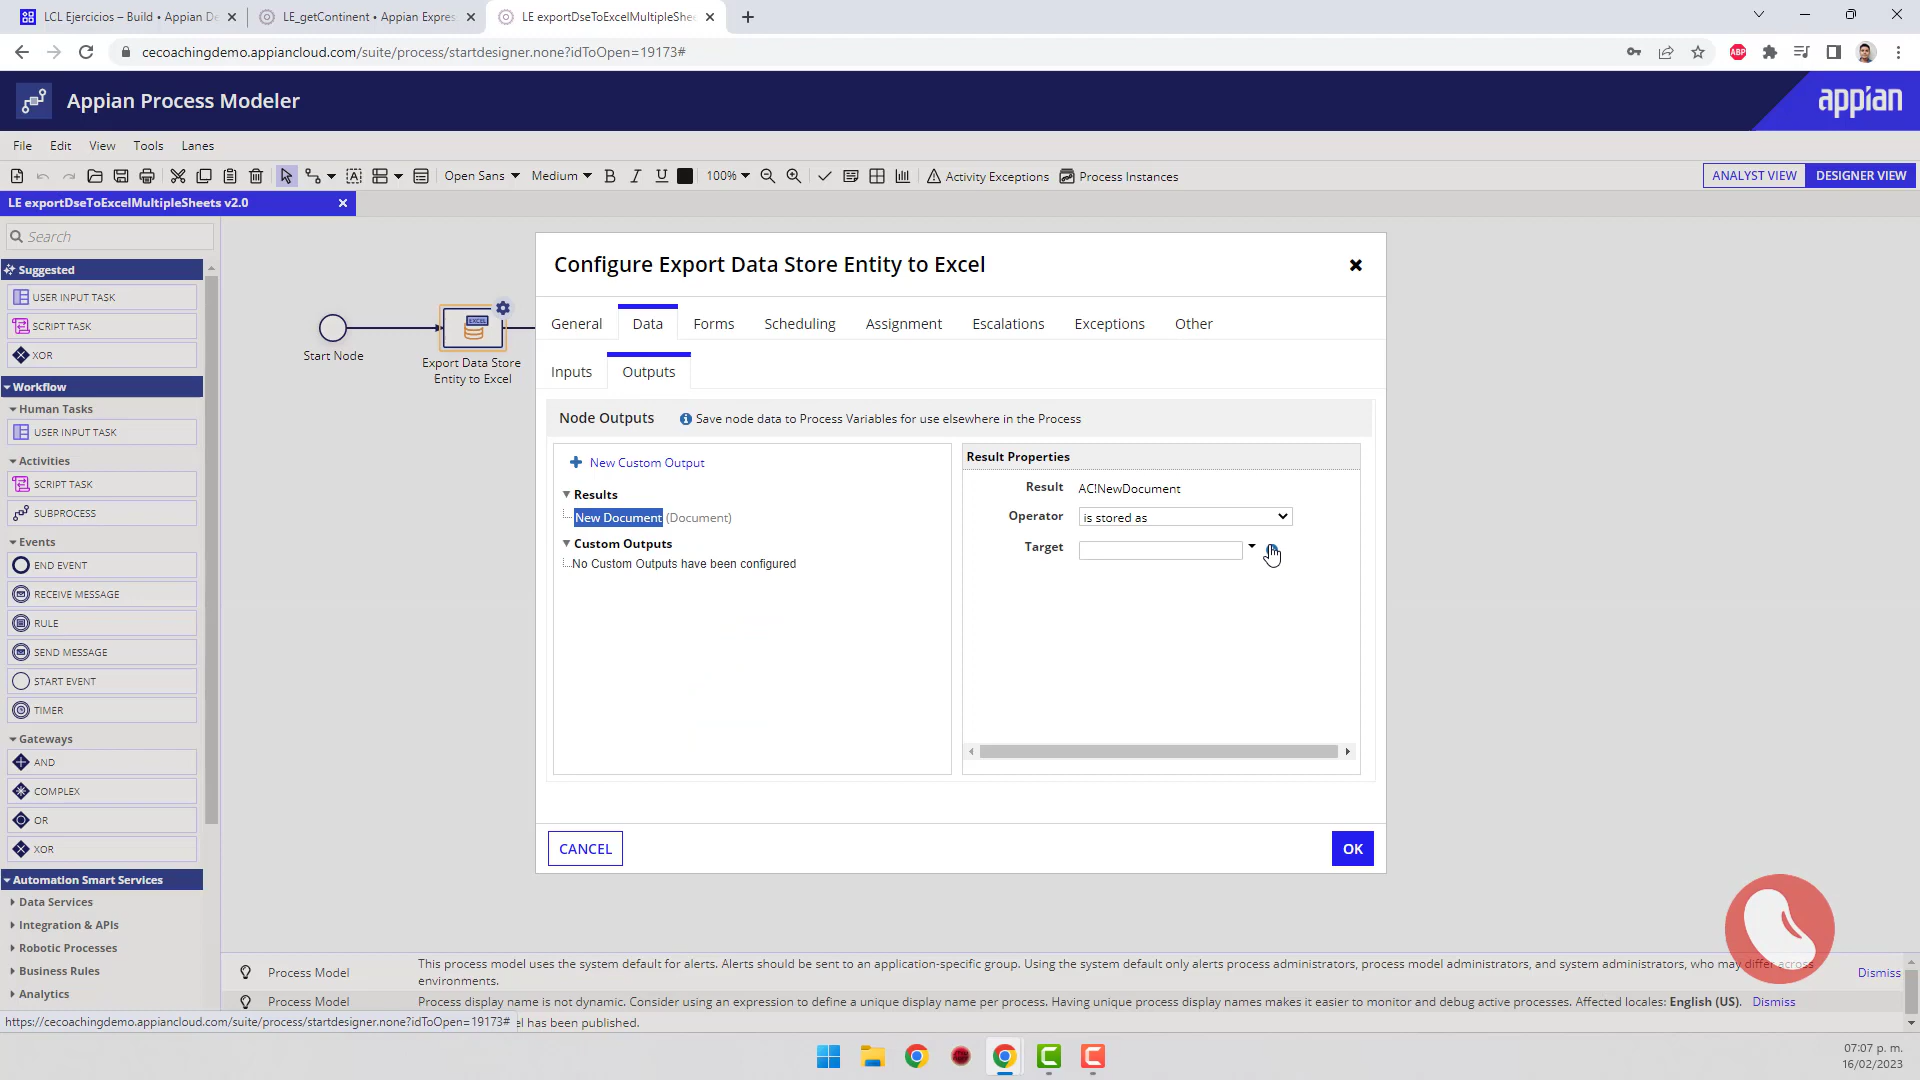 LCL Ejercicios – Build • Appian De
LE_getContinent • Appian Expres
LE exportDseToExcelMultipleShe
cecoachingdemo.appiancloud.com/suite/process/startdesigner.none?idToOpen=19173#
ABP
Appian Process Modeler
appian
File Edit View Tools Lanes
Open Sans Medium B I U 100% Activity Exceptions Process Instances ANALYST VIEW DESIGNER VIEW
LE exportDseToExcelMultipleSheets v2.0
Search
Suggested
USER INPUT TASK
SCRIPT TASK
XOR
Workflow
Human Tasks
USER INPUT TASK
Activities
SCRIPT TASK
SUBPROCESS
Events
END EVENT
RECEIVE MESSAGE
RULE
SEND MESSAGE
START EVENT
TIMER
Gateways
AND
COMPLEX
OR
XOR
Automation Smart Services
Data Services
Integration & APIs
Robotic Processes
Business Rules
Analytics
Start Node
EXCEL
Export Data Store
Entity to Excel
Configure Export Data Store Entity to Excel
General Data Forms Scheduling Assignment Escalations Exceptions Other
Inputs Outputs
Node Outputs Save node data to Process Variables for use elsewhere in the Process
New Custom Output
Results
New Document (Document)
Custom Outputs
No Custom Outputs have been configured
Result Properties
Result AC!NewDocument
Operator is stored as
Target
CANCEL OK
Process Model This process model uses the system default for alerts. Alerts should be sent to an application-specific group. Using the system default only alerts process administrators, process model administrators, and system administrators, who may differ across
environments. Dismiss
Process Model Process display name is not dynamic. Consider using an expression to define a unique display name per process. Having unique process display names makes it easier to monitor and debug active processes. Affected locales: English (US). Dismiss
https://cecoachingdemo.appiancloud.com/suite/process/startdesigner.none?idToOpen=19173# el has been published.
07:07 p. m.
16/02/2023